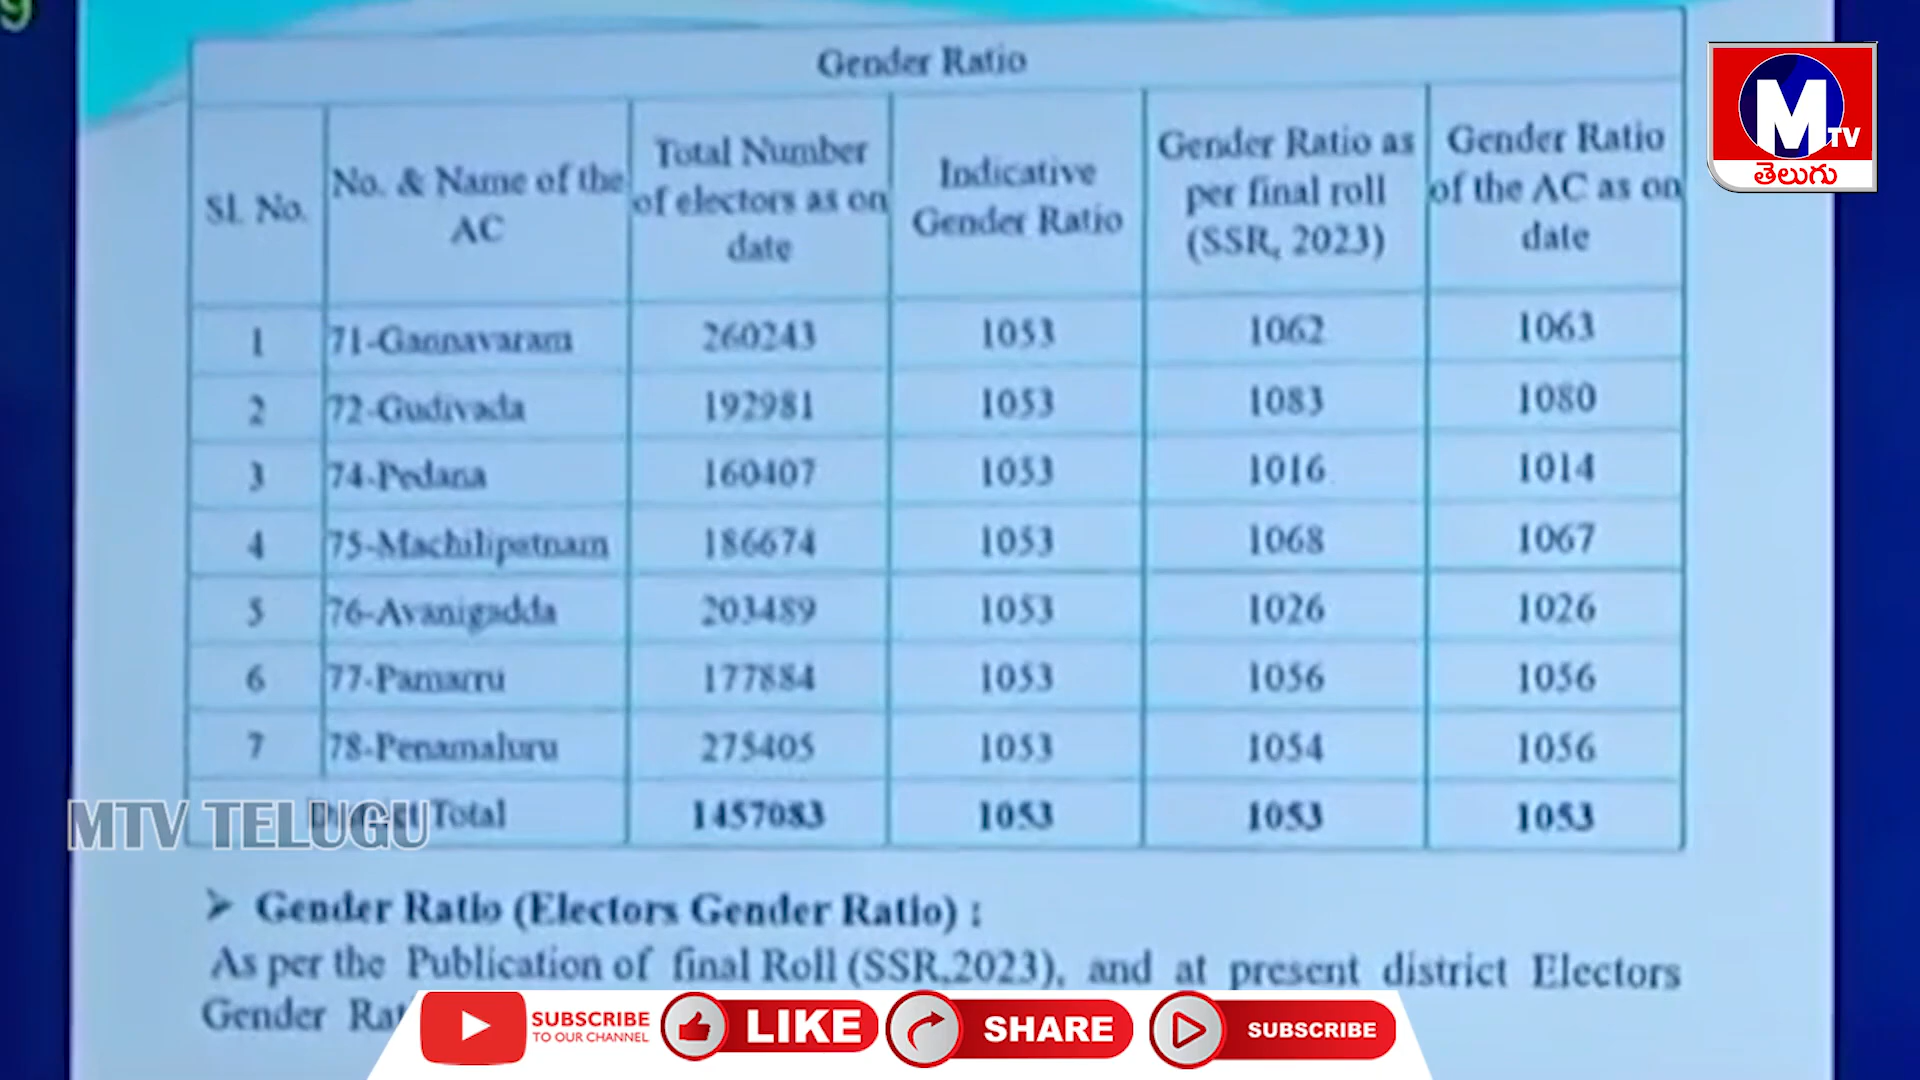 9
Gender Ratio
Sl. No.
No. & Name of the
AC
Total Number
of electors as on
date
Indicative
Gender Ratio
Gender Ratio as
per final roll
(SSR, 2023)
Gender Ratio
of the AC as on
date
1 71-Gannavaram 260243 1053 1062 1063
2 72-Gudivada 192981 1053 1083 1080
3 74-Pedana 160407 1053 1016 1014
4 75-Machilipatnam 186674 1053 1068 1067
5 76-Avanigadda 203489 1053 1026 1026
6 77-Pamarru 177884 1053 1056 1056
7 78-Penamaluru 275405 1053 1054 1056
Total 1457083 1053 1053 1053
➢ Gender Ratio (Electors Gender Ratio) :
As per the Publication of final Roll (SSR,2023), and at present district Electors
Gender
M TV
తెలుగు
MTV TELUGU
SUBSCRIBE
TO OUR CHANNEL
LIKE
SHARE
SUBSCRIBE